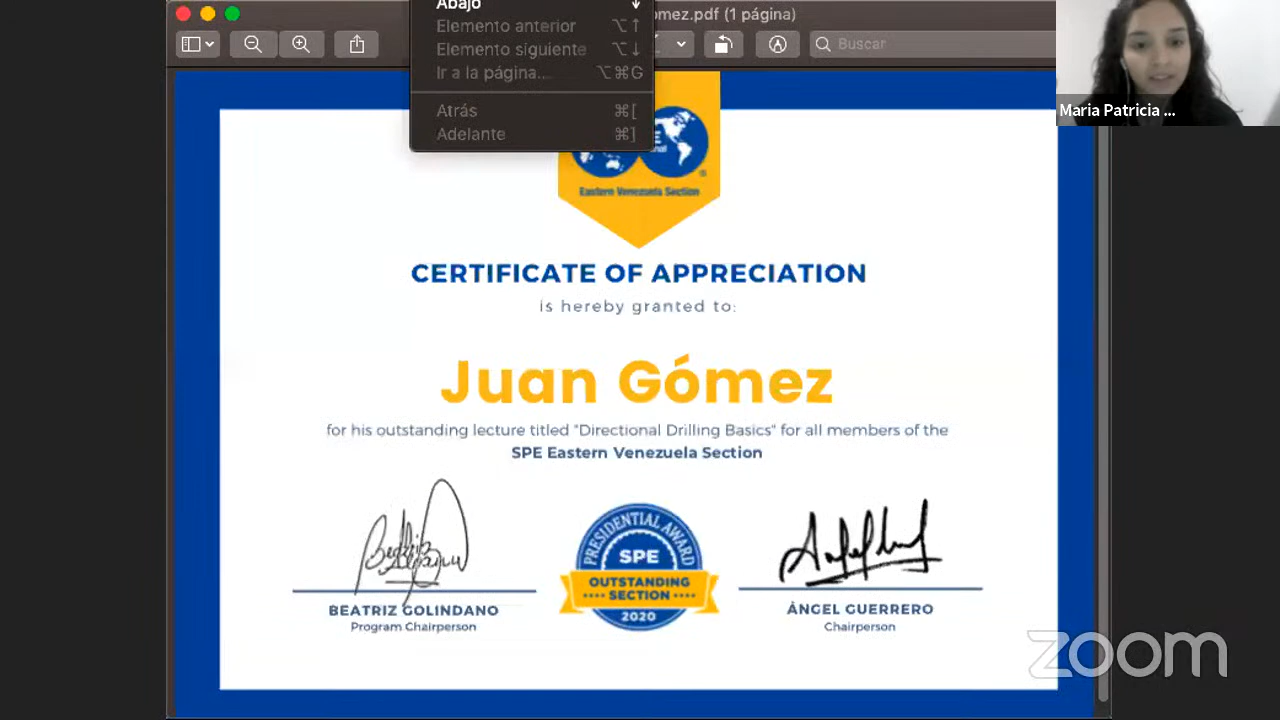 Abajo
Elemento anterior ⌥↑
Elemento siguiente ⌥↓
Ir a la página... ⌥⌘G
Atrás ⌘[
Adelante ⌘]
ómez.pdf (1 página)
Buscar
Maria Patricia ...
Eastern Venezuela Section
CERTIFICATE OF APPRECIATION
is hereby granted to:
Juan Gómez
for his outstanding lecture titled "Directional Drilling Basics" for all members of the
SPE Eastern Venezuela Section
PRESIDENTIAL AWARD
SPE
OUTSTANDING
SECTION
2020
BEATRIZ GOLINDANO
Program Chairperson
ÁNGEL GUERRERO
Chairperson
zoom